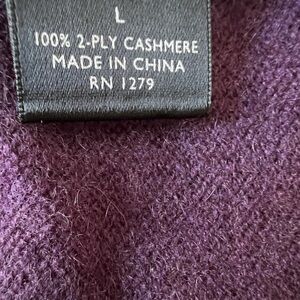 L
100% 2-PLY CASHMERE
MADE IN CHINA
RN 1279